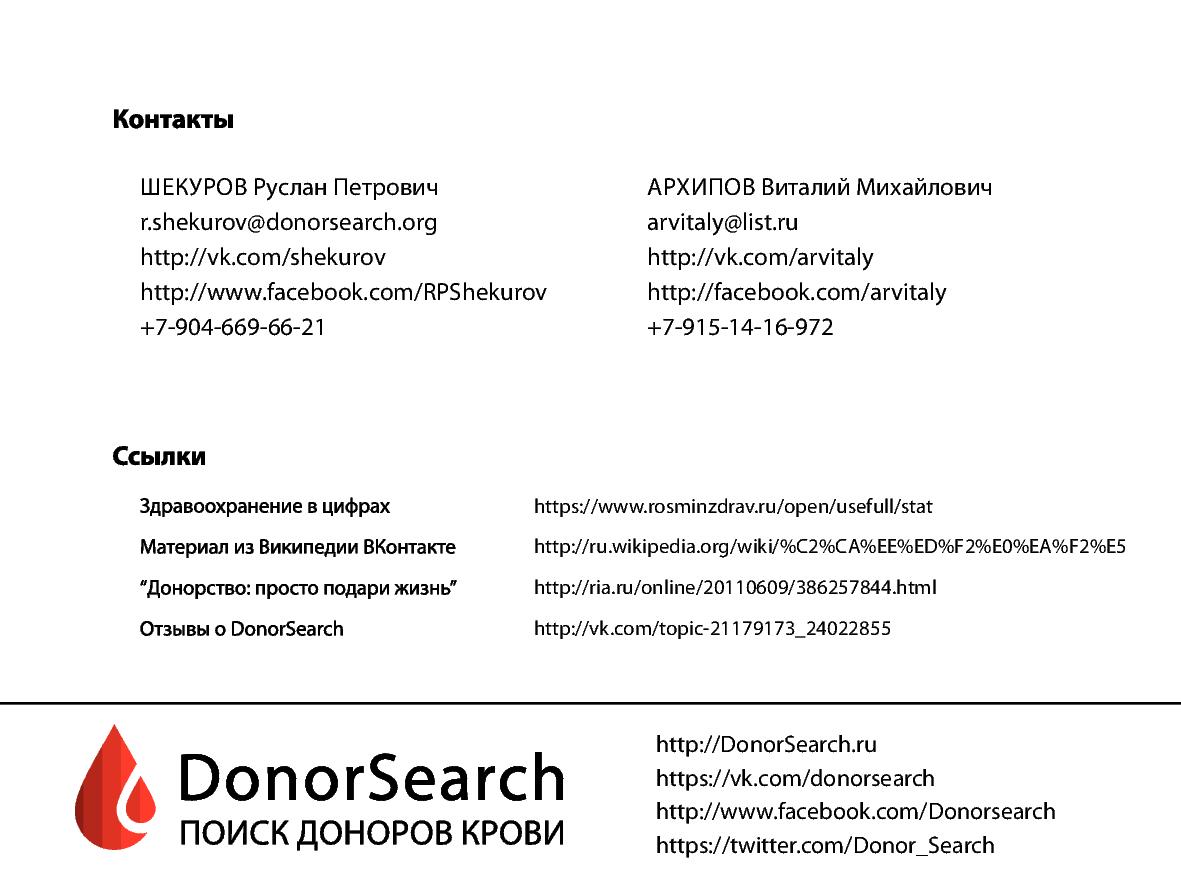 Контакты
ШЕКУРОВ Руслан Петрович
r.shekurov@donorsearch.org
http://vk.com/shekurov
http://www.facebook.com/RPShekurov
+7-904-669-66-21
АРХИПОВ Виталий Михайлович
arvitaly@list.ru
http://vk.com/arvitaly
http://facebook.com/arvitaly
+7-915-14-16-972
Ссылки
Здравоохранение в цифрах https://www.rosminzdrav.ru/open/usefull/stat
Материал из Википедии ВКонтакте http://ru.wikipedia.org/wiki/%C2%CA%EE%ED%F2%E0%EA%F2%E5
“Донорство: просто подари жизнь” http://ria.ru/online/20110609/386257844.html
Отзывы о DonorSearch http://vk.com/topic-21179173_24022855
DonorSearch
ПОИСК ДОНОРОВ КРОВИ
http://DonorSearch.ru
https://vk.com/donorsearch
http://www.facebook.com/Donorsearch
https://twitter.com/Donor_Search